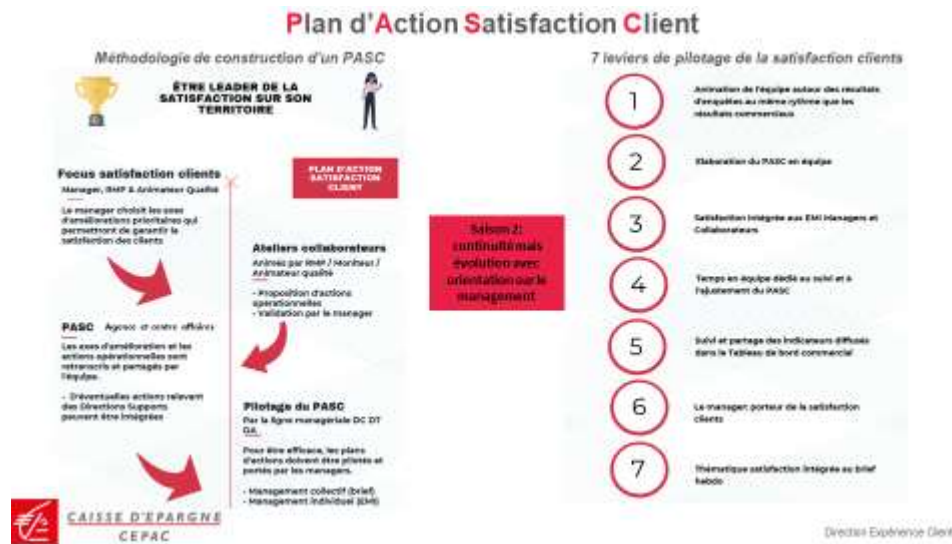 Plan d'Action Satisfaction Client
Méthodologie de construction d'un PASC
ÊTRE LEADER DE LA
SATISFACTION SUR SON
TERRITOIRE
PLAN D'ACTION
SATISFACTION
CLIENT
Focus satisfaction clients
Manager, RMP & Animateur Qualité
Le manager choisit les axes
d'améliorations prioritaires qui
permettront de garantir la
satisfaction des clients
Ateliers collaborateurs
Animés par RMP / Moniteur /
Animateur qualité
- Proposition d'actions
opérationnelles
- Validation par le manager
PASC Agence et centre affaires
Les axes d'amélioration et les
actions opérationnelles sont
retranscrits et partagés par
l'équipe.
- D'éventuelles actions relevant
des Directions Supports
peuvent être intégrées
Pilotage du PASC
Par la ligne managériale DC DT
DA
Pour être efficace, les plans
d'actions doivent être pilotés et
portés par les managers.
- Management collectif (brief)
- Management individuel (EMI)
CAISSE D'EPARGNE
CEPAC
Saison 2:
continuité mais
évolution avec
orientation sur le
management
7 leviers de pilotage de la satisfaction clients
1
Animation de l'équipe autour des résultats
d'enquêtes au même rythme que les
résultats commerciaux
2
Elaboration du PASC en équipe
3
Satisfaction intégrée aux EMI Managers et
Collaborateurs
4
Temps en équipe dédié au suivi et à
l'ajustement du PASC
5
Suivi et partage des indicateurs diffusés
dans le Tableau de bord commercial
6
Le manager: porteur de la satisfaction
clients
7
Thématique satisfaction intégrée au brief
hebdo
Direction Expérience Client